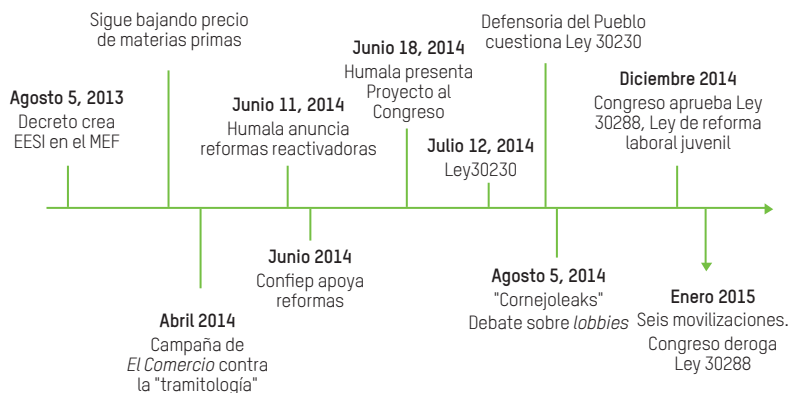 Sigue bajando precio
de materias primas
Agosto 5, 2013
Decreto crea
EESI en el MEF
Junio 11, 2014
Humala anuncia
reformas reactivadoras
Junio 18, 2014
Humala presenta
Proyecto al
Congreso
Julio 12, 2014
Ley30230
Defensoria del Pueblo
cuestiona Ley 30230
Diciembre 2014
Congreso aprueba Ley
30288, Ley de reforma
laboral juvenil
Abril 2014
Campaña de
El Comercio contra
la "tramitología"
Junio 2014
Confiep apoya
reformas
Agosto 5, 2014
"Cornejoleaks"
Debate sobre lobbies
Enero 2015
Seis movilizaciones.
Congreso deroga
Ley 30288